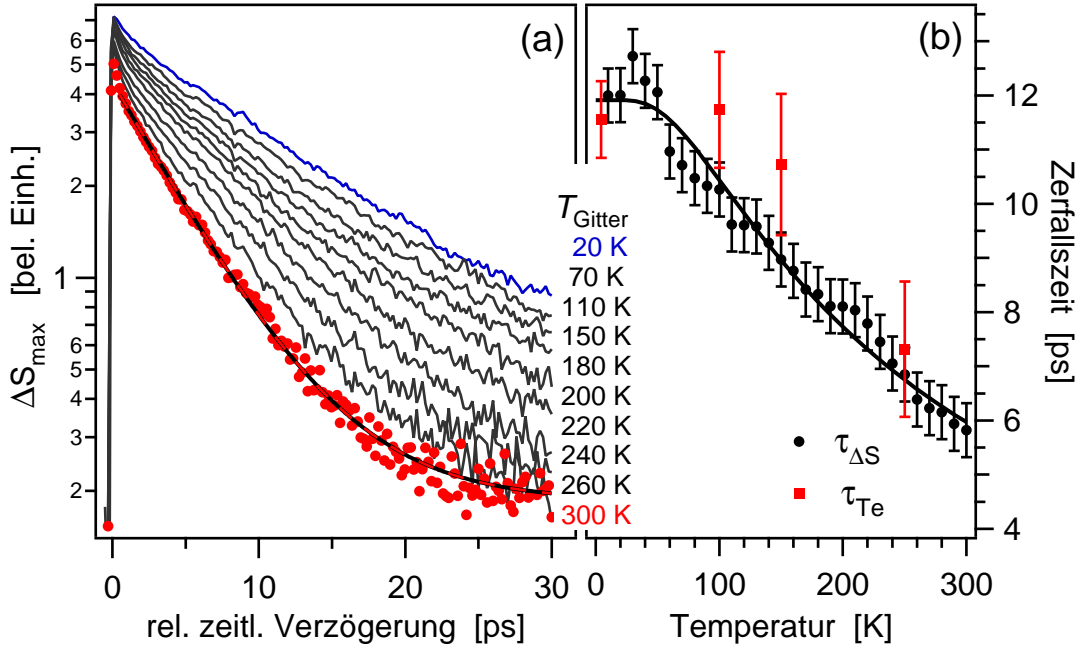 (a)
6
5
4
3
2
1
6
5
4
3
2
ΔSmax [bel. Einh.]
0
10
20
30
rel. zeitl. Verzögerung [ps]
TGitter
20 K
70 K
110 K
150 K
180 K
200 K
220 K
240 K
260 K
300 K
(b)
12
10
8
6
4
Zerfallszeit [ps]
τΔS
τTe
0
100
200
300
Temperatur [K]